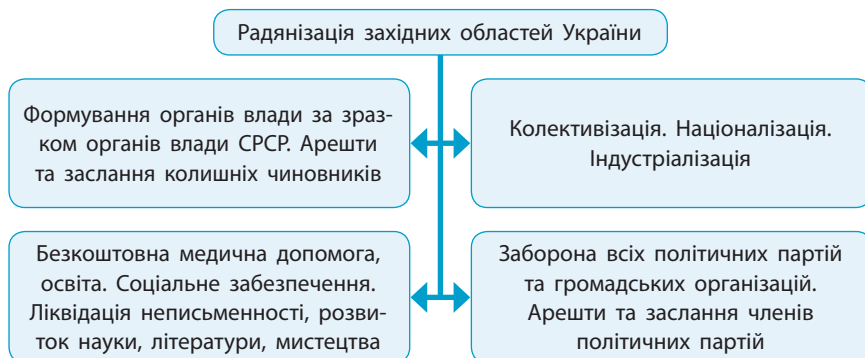 Радянізація західних областей України
Формування органів влади за зраз-
ком органів влади СРСР. Арешти
та заслання колишніх чиновників
Колективізація. Націоналізація.
Індустріалізація
Безкоштовна медична допомога,
освіта. Соціальне забезпечення.
Ліквідація неписьменності, розви-
ток науки, літератури, мистецтва
Заборона всіх політичних партій
та громадських організацій.
Арешти та заслання членів
політичних партій